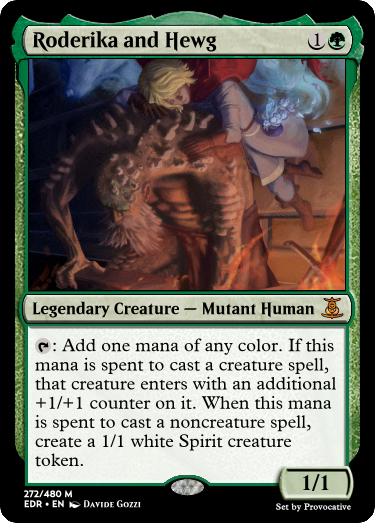 Roderika and Hewg 1
Legendary Creature — Mutant Human
: Add one mana of any color. If this
mana is spent to cast a creature spell,
that creature enters with an additional
+1/+1 counter on it. When this mana
is spent to cast a noncreature spell,
create a 1/1 white Spirit creature
token.
1/1
272/480 M
EDR • EN Davide Gozzi
Set by Provocative